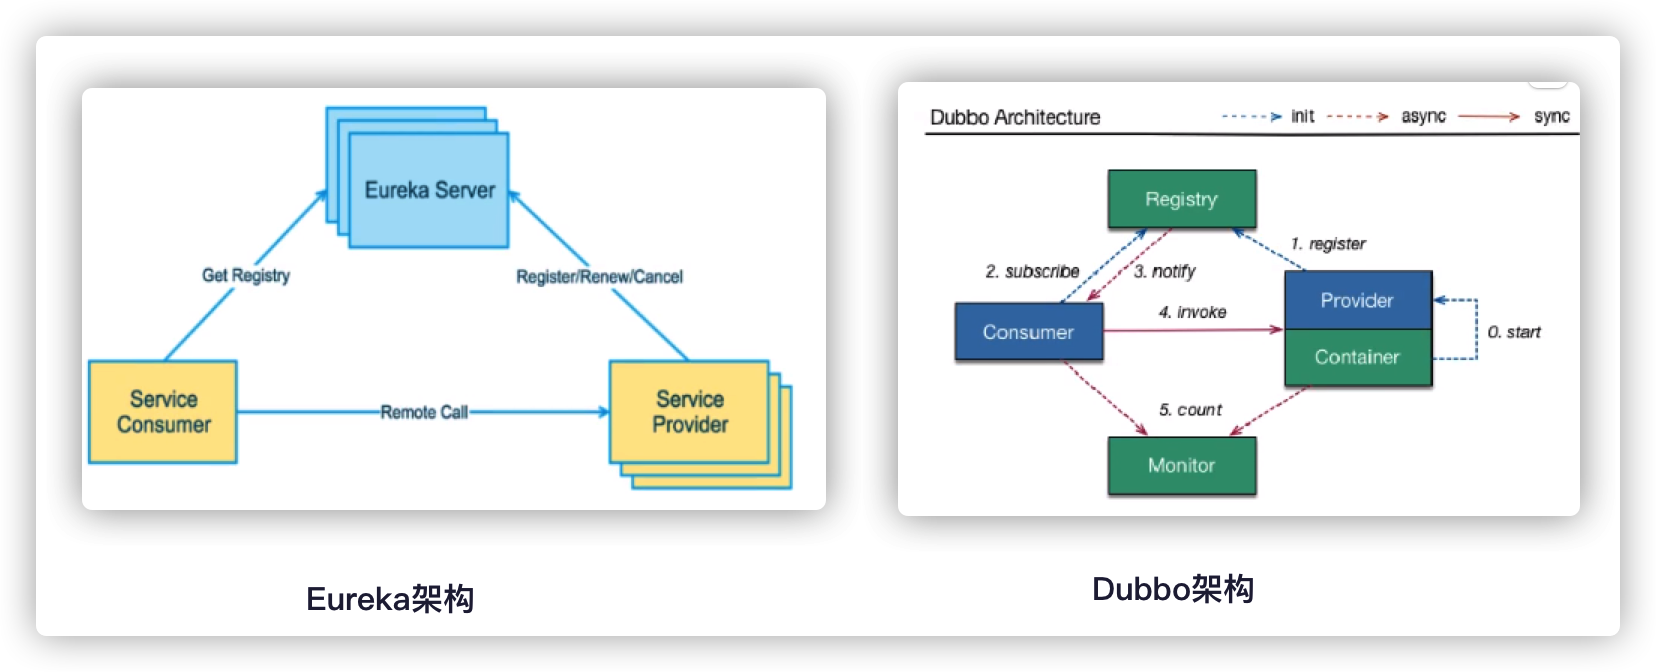 Eureka Server
Get Registry
Register/Renew/Cancel
Service
Consumer
Remote Call
Service
Provider
Eureka架构
Dubbo Architecture
init
async
sync
Registry
1. register
2. subscribe
3. notify
Provider
4. invoke
Consumer
0. start
Container
5. count
Monitor
Dubbo架构